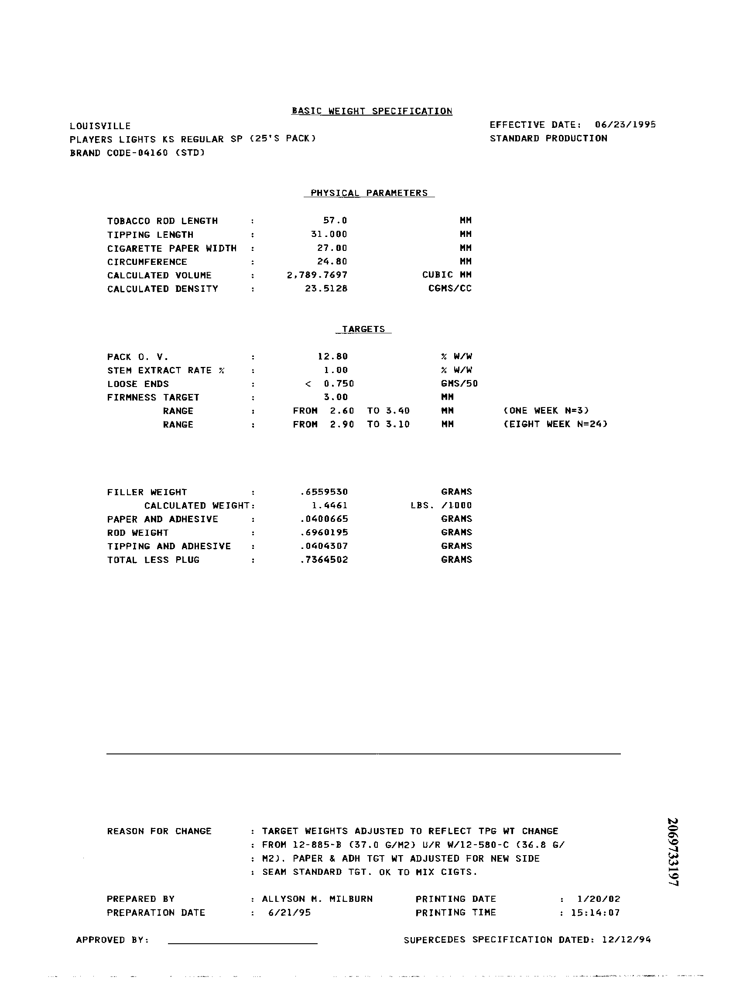 BASIC WEIGHT SPECIFICATION
LOUISVILLE EFFECTIVE DATE: 06/23/1995
PLAYERS LIGHTS KS REGULAR SP (25'S PACK) STANDARD PRODUCTION
BRAND CODE-04160 (STD)
PHYSICAL PARAMETERS
TOBACCO ROD LENGTH : 57.0 MM
TIPPING LENGTH : 31.000 MM
CIGARETTE PAPER WIDTH : 27.00 MM
CIRCUMFERENCE : 24.80 MM
CALCULATED VOLUME : 2,789.7697 CUBIC MM
CALCULATED DENSITY : 23.5128 CGMS/CC
TARGETS
PACK O. V. : 12.80 % W/W
STEM EXTRACT RATE % : 1.00 % W/W
LOOSE ENDS : < 0.750 GMS/50
FIRMNESS TARGET : 3.00 MM
RANGE : FROM 2.60 TO 3.40 MM (ONE WEEK N=3)
RANGE : FROM 2.90 TO 3.10 MM (EIGHT WEEK N=24)
FILLER WEIGHT : .6559530 GRAMS
CALCULATED WEIGHT: 1.4461 LBS. /1000
PAPER AND ADHESIVE : .0400665 GRAMS
ROD WEIGHT : .6960195 GRAMS
TIPPING AND ADHESIVE : .0404307 GRAMS
TOTAL LESS PLUG : .7364502 GRAMS
REASON FOR CHANGE : TARGET WEIGHTS ADJUSTED TO REFLECT TPG WT CHANGE
: FROM 12-885-B (37.0 G/M2) U/R W/12-580-C (36.8 G/
: M2). PAPER & ADH TGT WT ADJUSTED FOR NEW SIDE
: SEAM STANDARD TGT. OK TO MIX CIGTS.
PREPARED BY : ALLYSON M. MILBURN PRINTING DATE : 1/20/02
PREPARATION DATE : 6/21/95 PRINTING TIME : 15:14:07
APPROVED BY: SUPERCEDES SPECIFICATION DATED: 12/12/94
2069733197